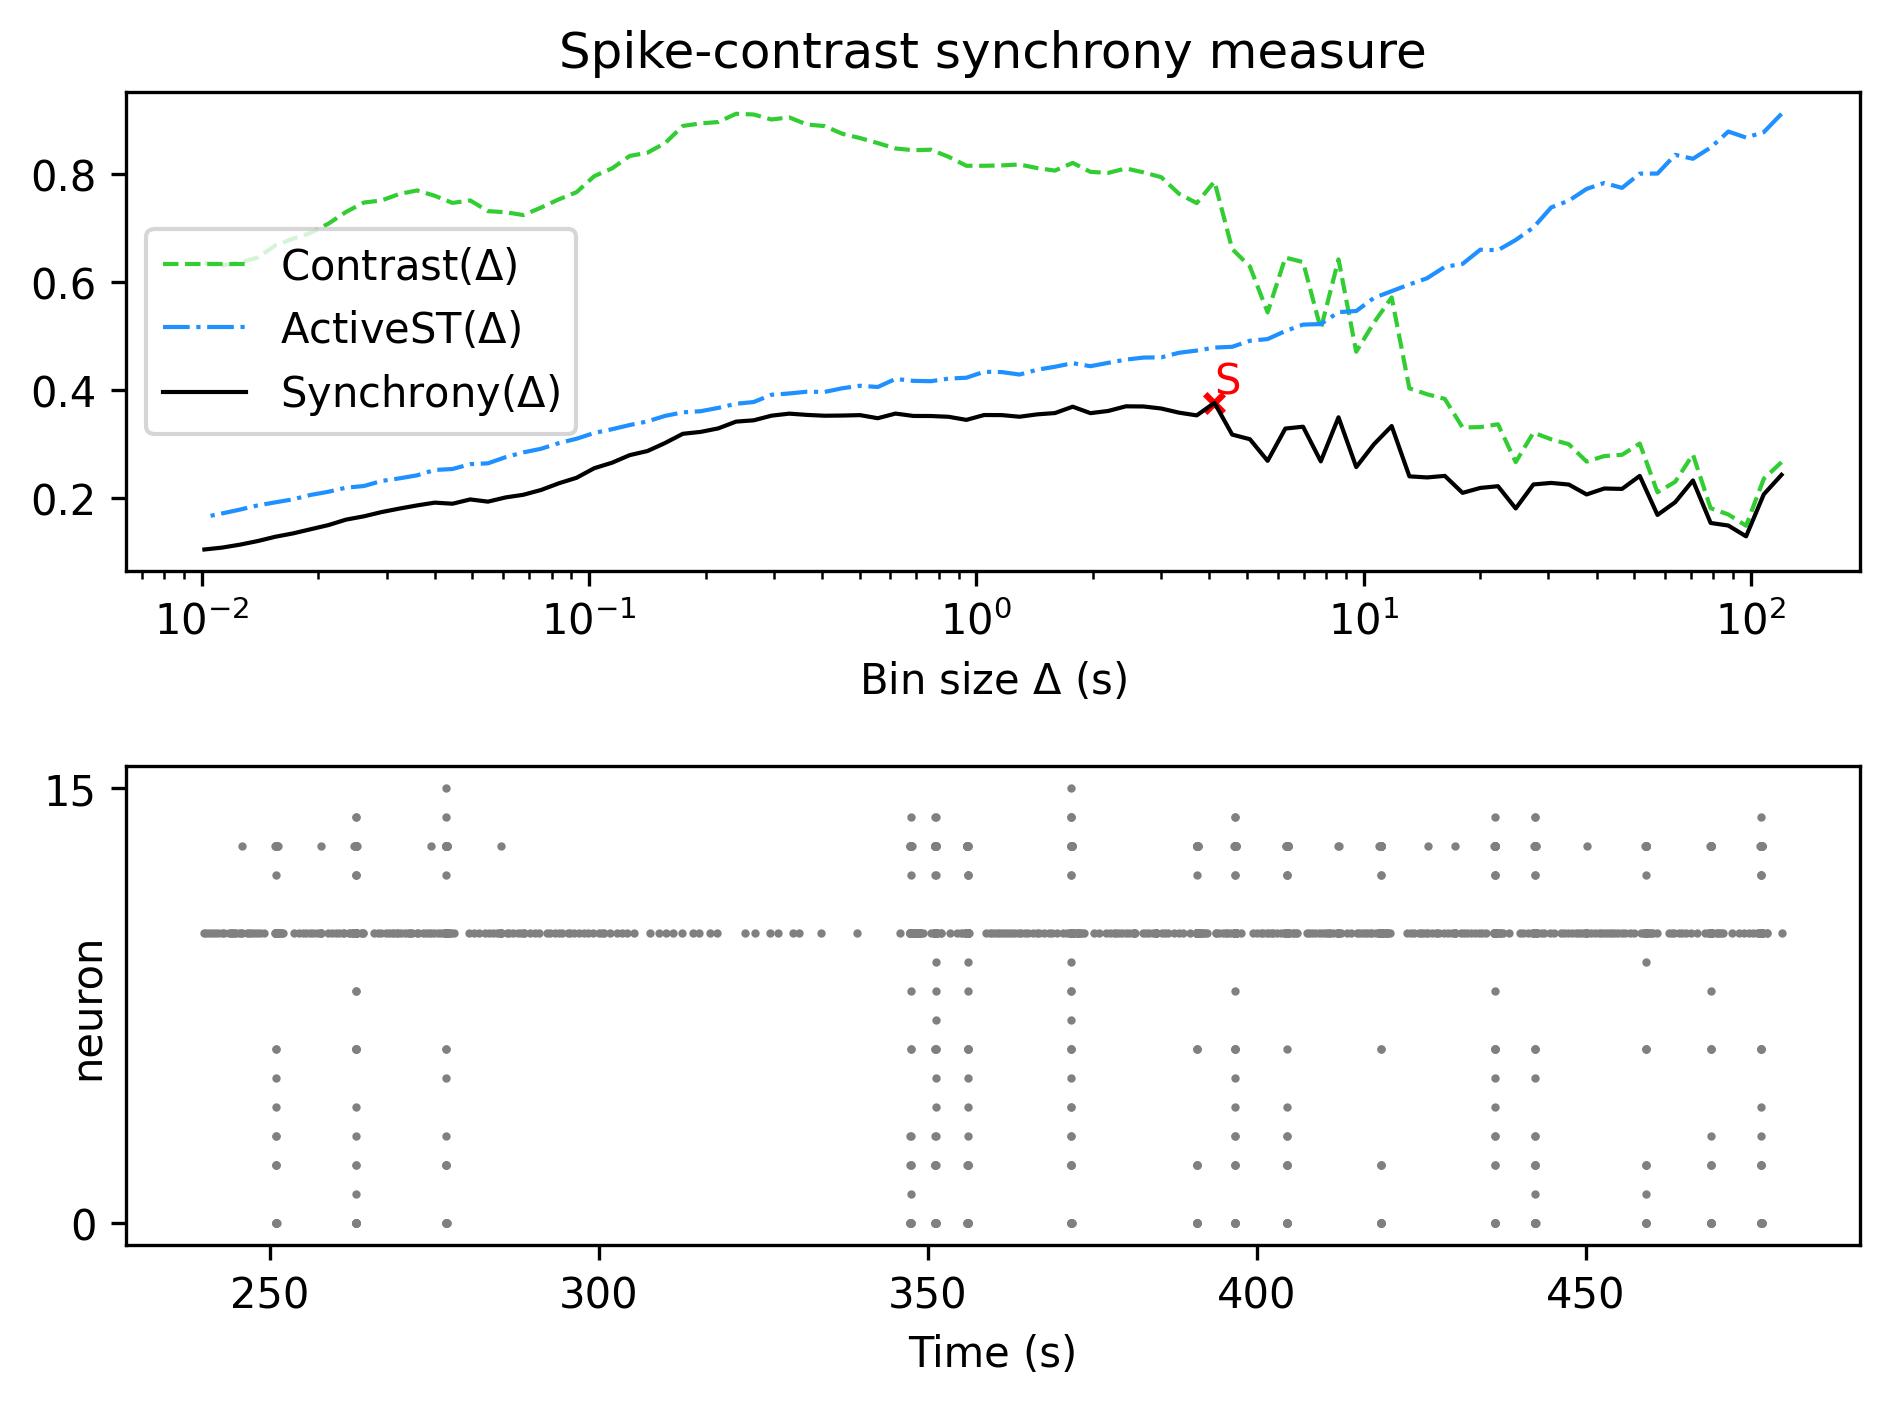 Spike-contrast synchrony measure
0.8
0.6
0.4
0.2
Contrast(Δ)
ActiveST(Δ)
Synchrony(Δ)
S
10⁻² 10⁻¹ 10⁰ 10¹ 10²
Bin size Δ (s)
15
0
neuron
250 300 350 400 450
Time (s)